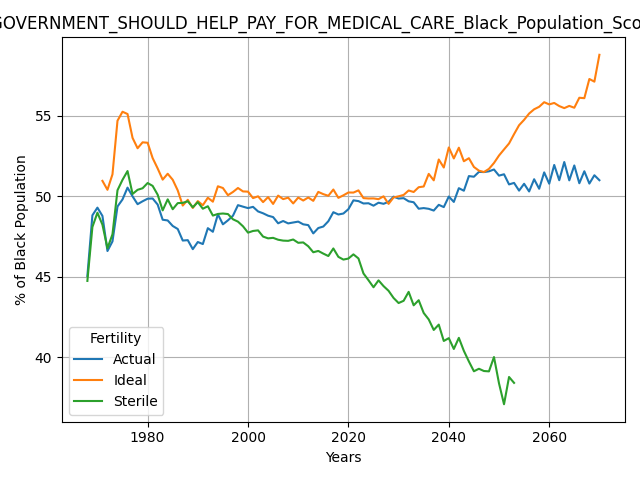 GOVERNMENT_SHOULD_HELP_PAY_FOR_MEDICAL_CARE_Black_Population_Sco
55
50
45
40
% of Black Population
Fertility
Actual
Ideal
Sterile
1980
2000
2020
2040
2060
Years